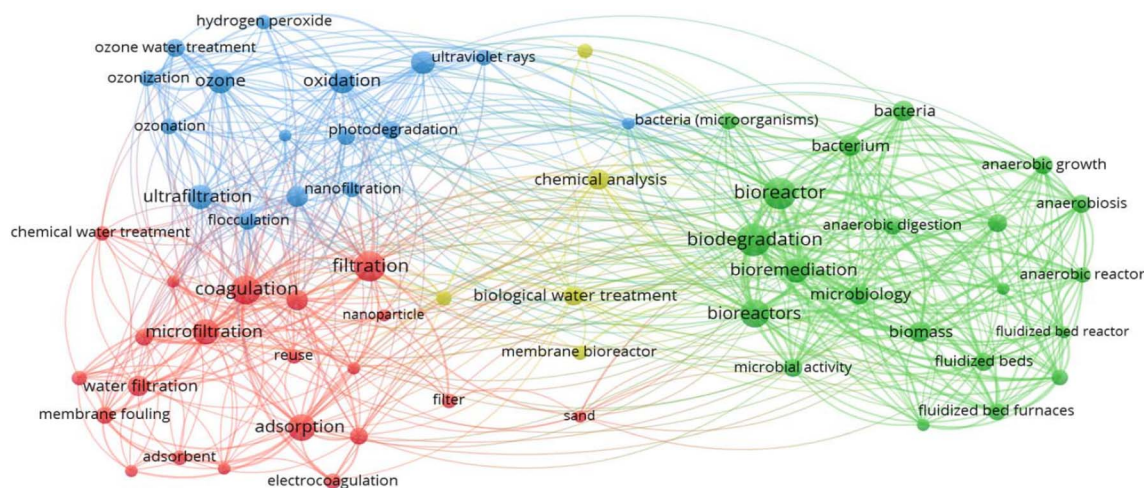 hydrogen peroxide
ozone water treatment
ultraviolet rays
ozonization
ozone
oxidation
ozonation
photodegradation
bacteria (microorganisms)
bacteria
bacterium
anaerobic growth
ultrafiltration
nanofiltration
chemical analysis
bioreactor
anaerobiosis
flocculation
chemical water treatment
biodegradation
anaerobic digestion
filtration
bioremediation
anaerobic reactor
coagulation
biological water treatment
microbiology
nanoparticle
bioreactors
microfiltration
biomass
fluidized bed reactor
reuse
membrane bioreactor
microbial activity
fluidized beds
water filtration
membrane fouling
filter
sand
fluidized bed furnaces
adsorption
adsorbent
electrocoagulation